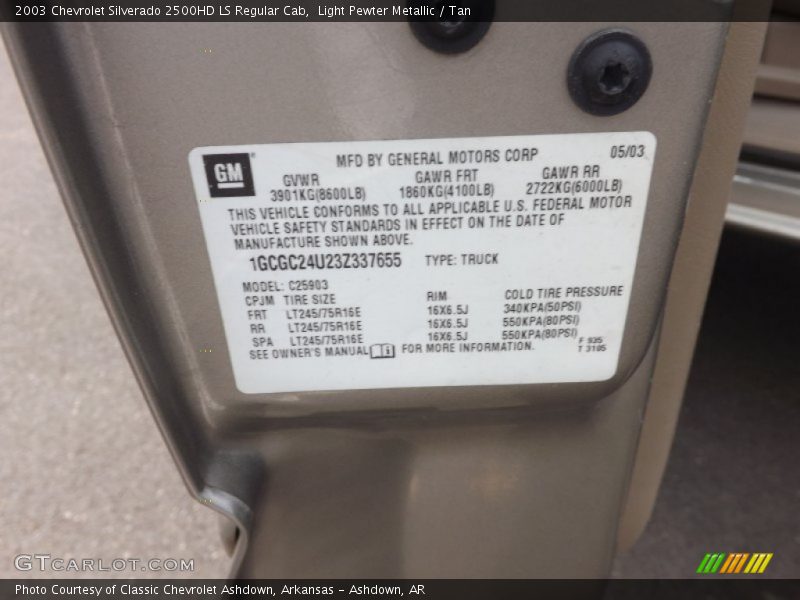 2003 Chevrolet Silverado 2500HD LS Regular Cab,  Light Pewter Metallic / Tan
GM
MFD BY GENERAL MOTORS CORP 05/03
GVWR GAWR FRT GAWR RR
3901KG(8600LB) 1860KG(4100LB) 2722KG(6000LB)
THIS VEHICLE CONFORMS TO ALL APPLICABLE U.S. FEDERAL MOTOR
VEHICLE SAFETY STANDARDS IN EFFECT ON THE DATE OF
MANUFACTURE SHOWN ABOVE.
1GCGC24U23Z337655 TYPE: TRUCK
MODEL: C25903
CPJM TIRE SIZE RIM COLD TIRE PRESSURE
FRT LT245/75R16E 16X6.5J 340KPA(50PSI)
RR LT245/75R16E 16X6.5J 550KPA(80PSI)
SPA LT245/75R16E 16X6.5J 550KPA(80PSI)
SEE OWNER'S MANUAL FOR MORE INFORMATION.
F 935
T 3185
GTCARLOT.COM
Photo Courtesy of Classic Chevrolet Ashdown, Arkansas - Ashdown, AR